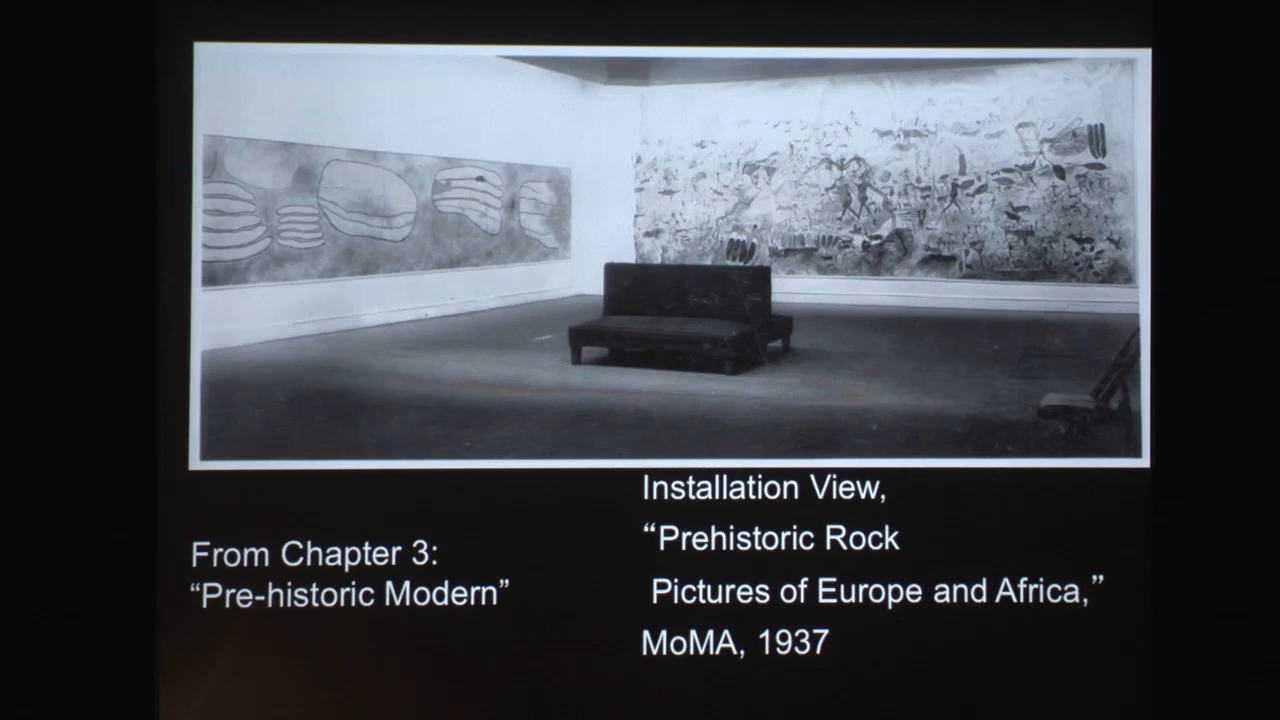 From Chapter 3:
“Pre-historic Modern”
Installation View,
“Prehistoric Rock
Pictures of Europe and Africa,”
MoMA, 1937